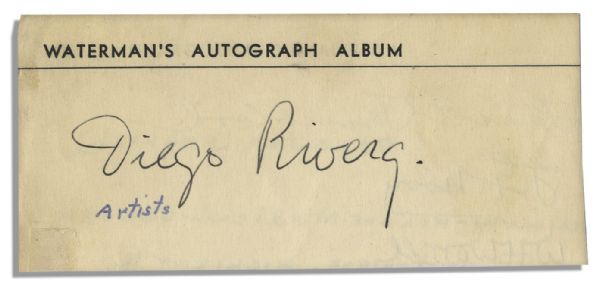 WATERMAN'S AUTOGRAPH ALBUM
Diego Rivera.
Artists